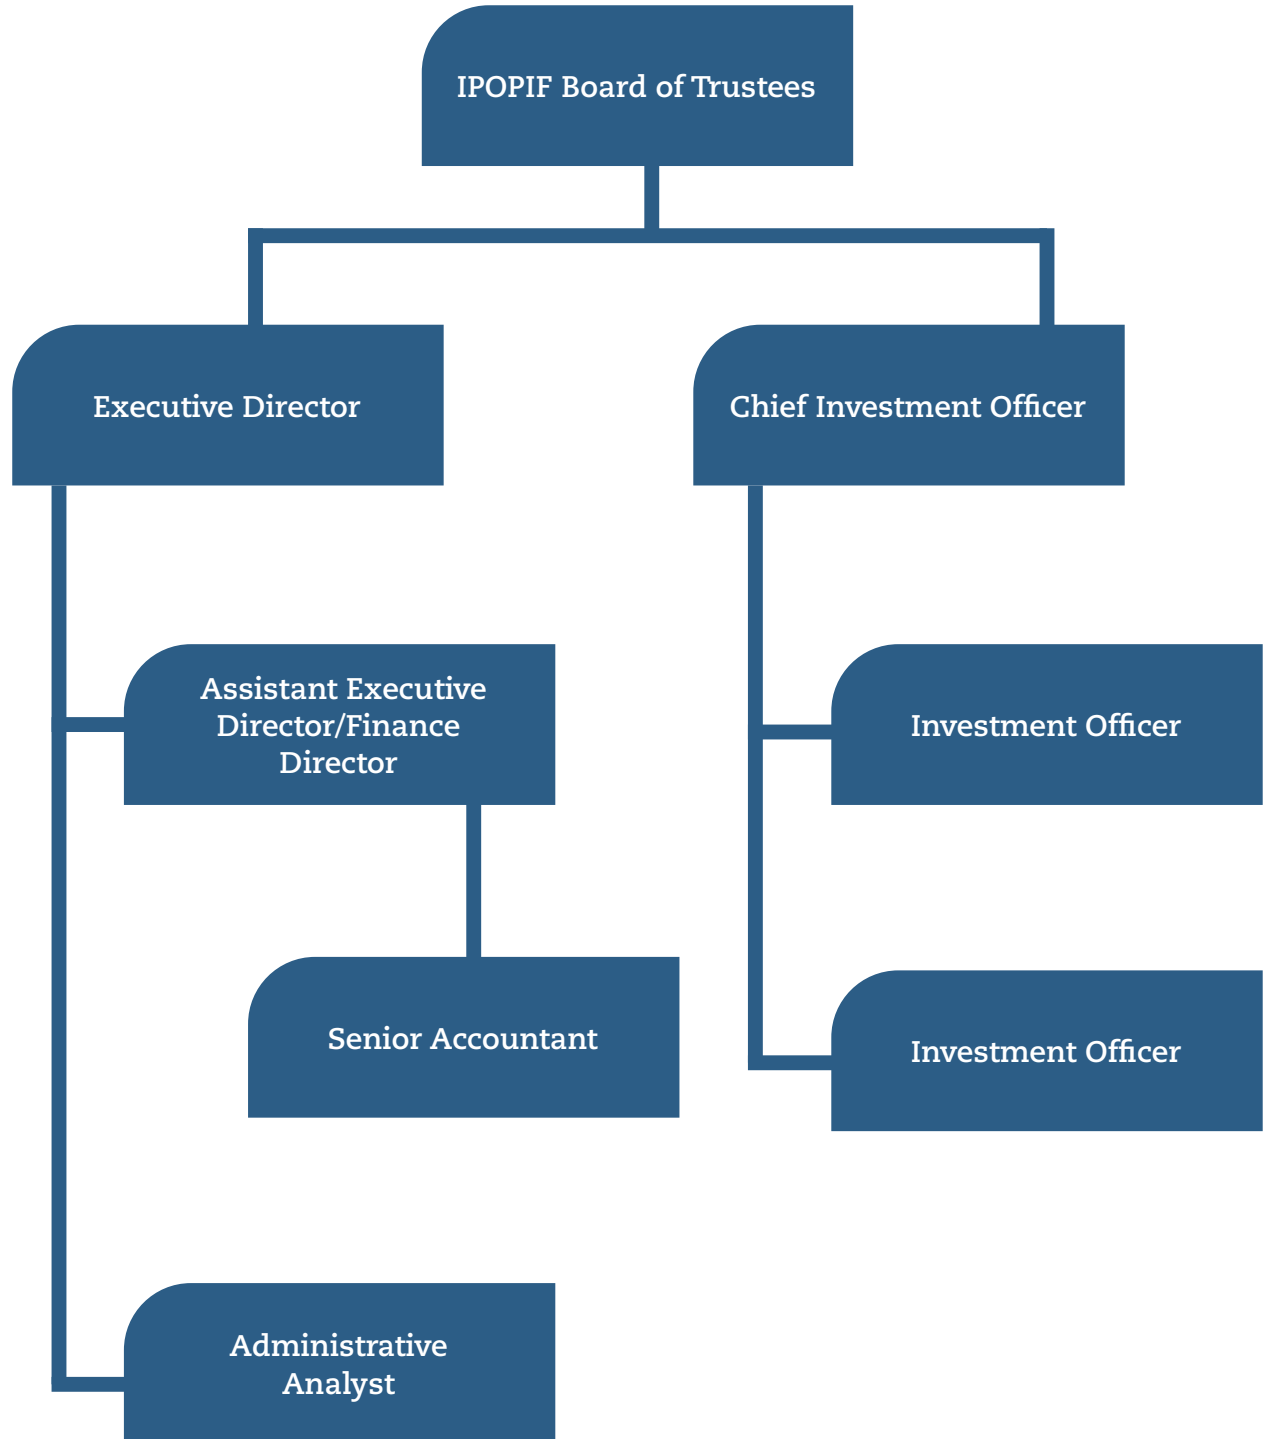 IPOPIF Board of Trustees
Executive Director
Chief Investment Officer
Assistant Executive
Director/Finance
Director
Investment Officer
Senior Accountant
Investment Officer
Administrative
Analyst